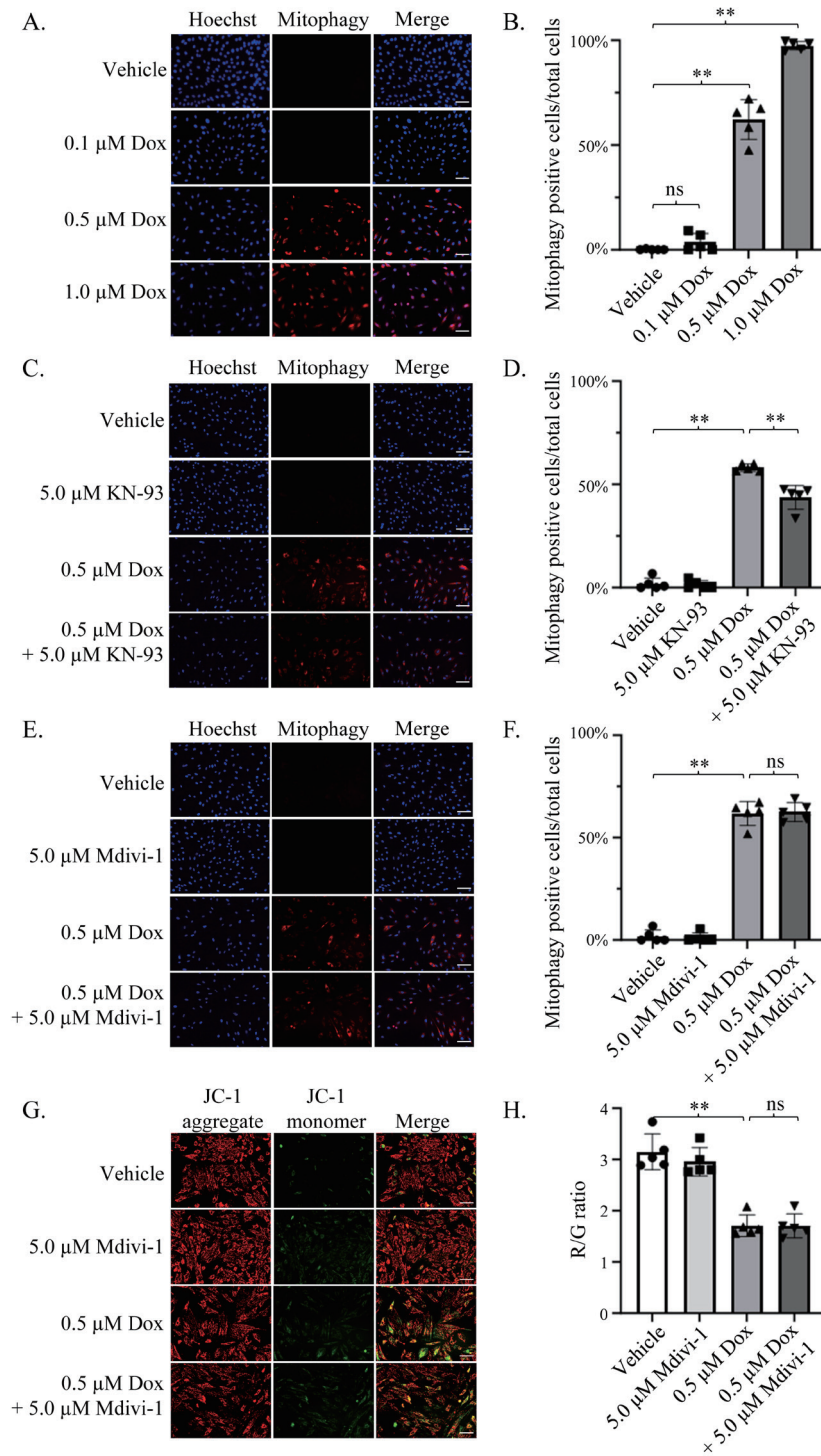 A.
Hoechst Mitophagy Merge
Vehicle
0.1 μM Dox
0.5 μM Dox
1.0 μM Dox
B.
Mitophagy positive cells/total cells
100%
50%
0%
ns
**
**
Vehicle
0.1 μM Dox
0.5 μM Dox
1.0 μM Dox
C.
Hoechst Mitophagy Merge
Vehicle
5.0 μM KN-93
0.5 μM Dox
0.5 μM Dox
+ 5.0 μM KN-93
D.
Mitophagy positive cells/total cells
100%
50%
0%
** **
Vehicle
5.0 μM KN-93
0.5 μM Dox
0.5 μM Dox
+ 5.0 μM KN-93
E.
Hoechst Mitophagy Merge
Vehicle
5.0 μM Mdivi-1
0.5 μM Dox
0.5 μM Dox
+ 5.0 μM Mdivi-1
F.
Mitophagy positive cells/total cells
100%
50%
0%
** ns
Vehicle
5.0 μM Mdivi-1
0.5 μM Dox
0.5 μM Dox
+ 5.0 μM Mdivi-1
G.
JC-1 JC-1
aggregate monomer Merge
Vehicle
5.0 μM Mdivi-1
0.5 μM Dox
0.5 μM Dox
+ 5.0 μM Mdivi-1
H.
R/G ratio
4
3
2
1
0
** ns
Vehicle
5.0 μM Mdivi-1
0.5 μM Dox
0.5 μM Dox
+ 5.0 μM Mdivi-1